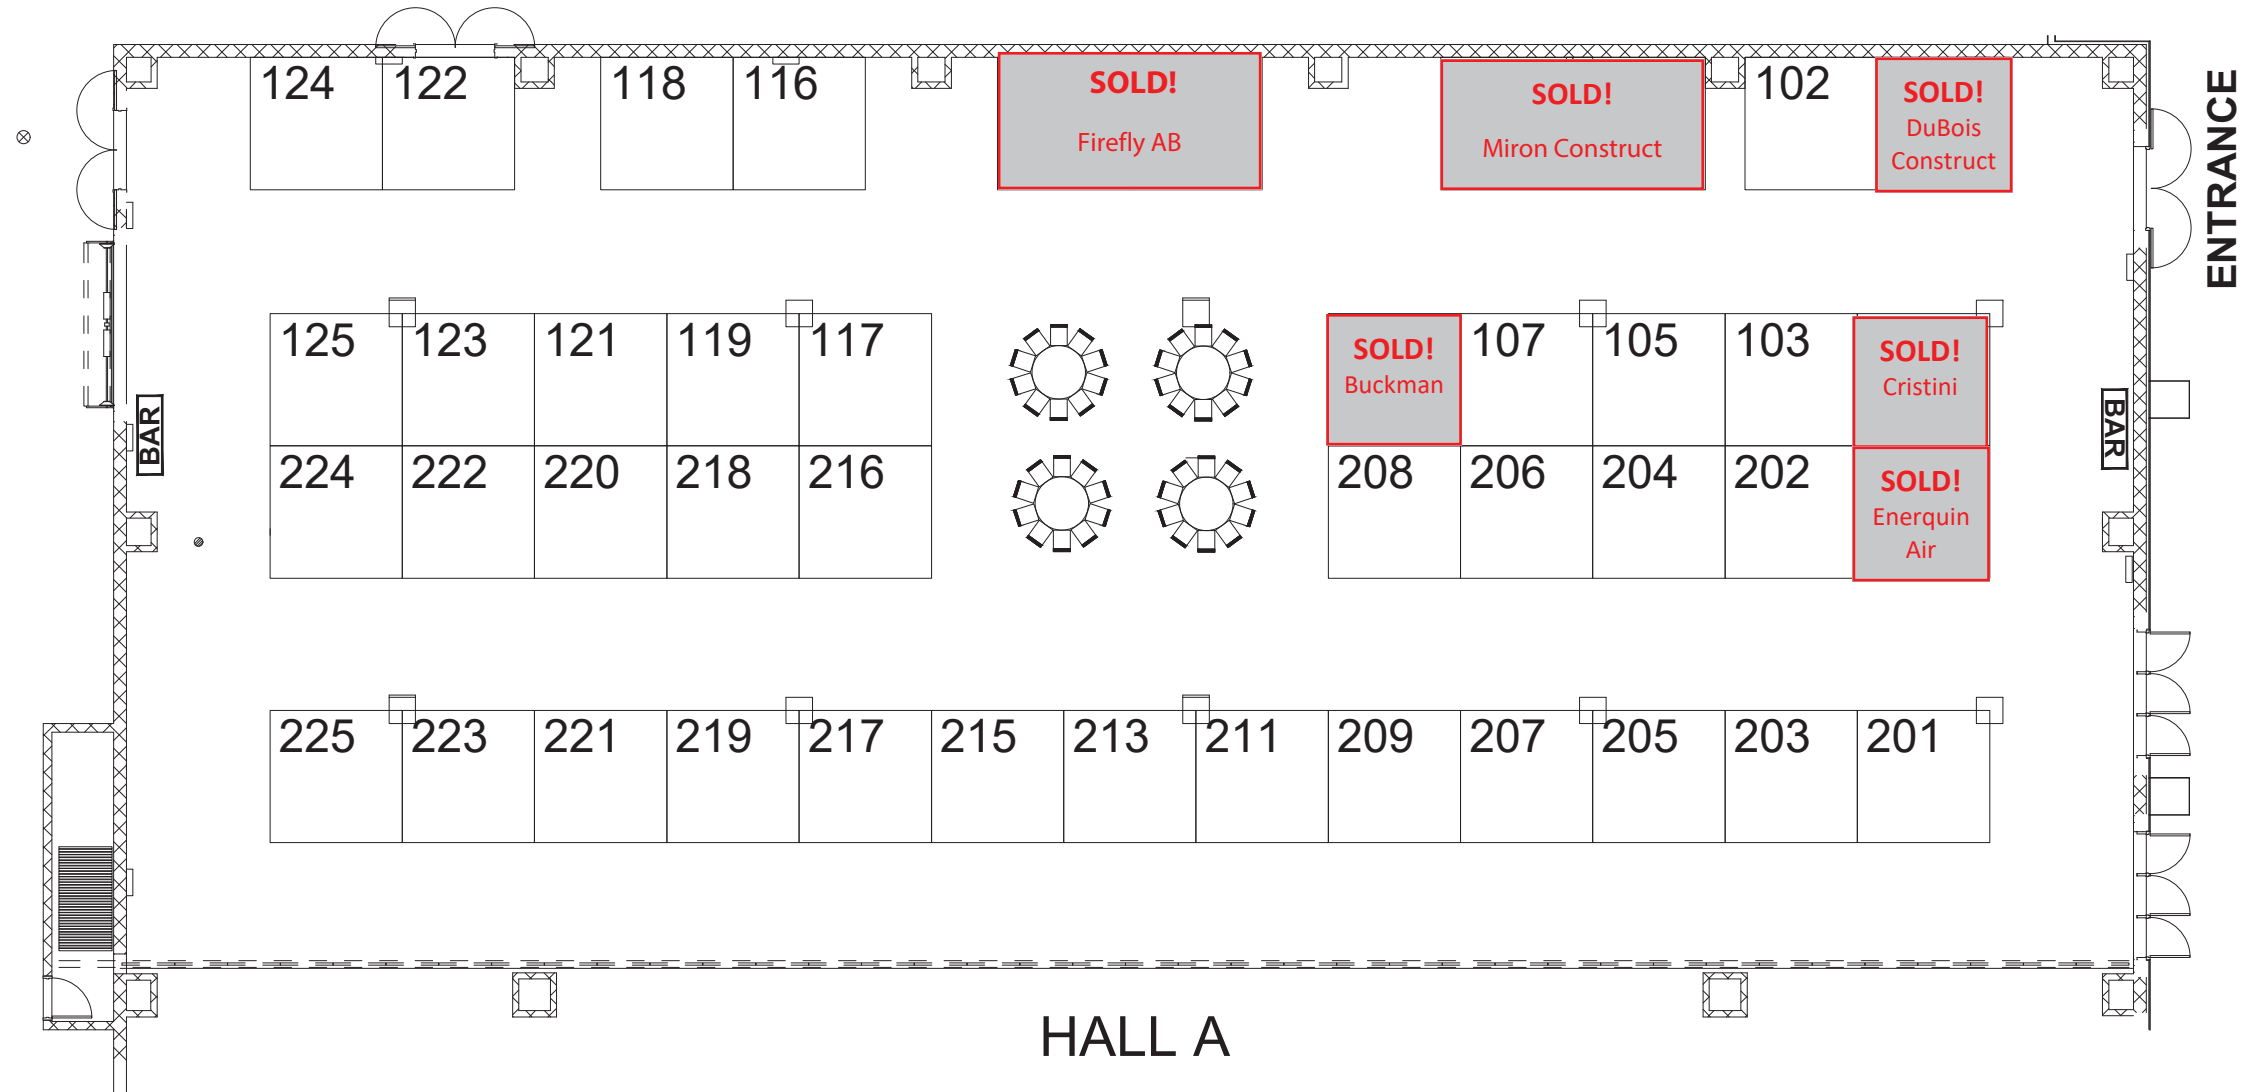 124
122
118
116
SOLD!
Firefly AB
SOLD!
Miron Construct
102
SOLD!
DuBois
Construct
ENTRANCE
125
123
121
119
117
SOLD!
Buckman
107
105
103
SOLD!
Cristini
BAR
BAR
224
222
220
218
216
208
206
204
202
SOLD!
Enerquin
Air
225
223
221
219
217
215
213
211
209
207
205
203
201
HALL A